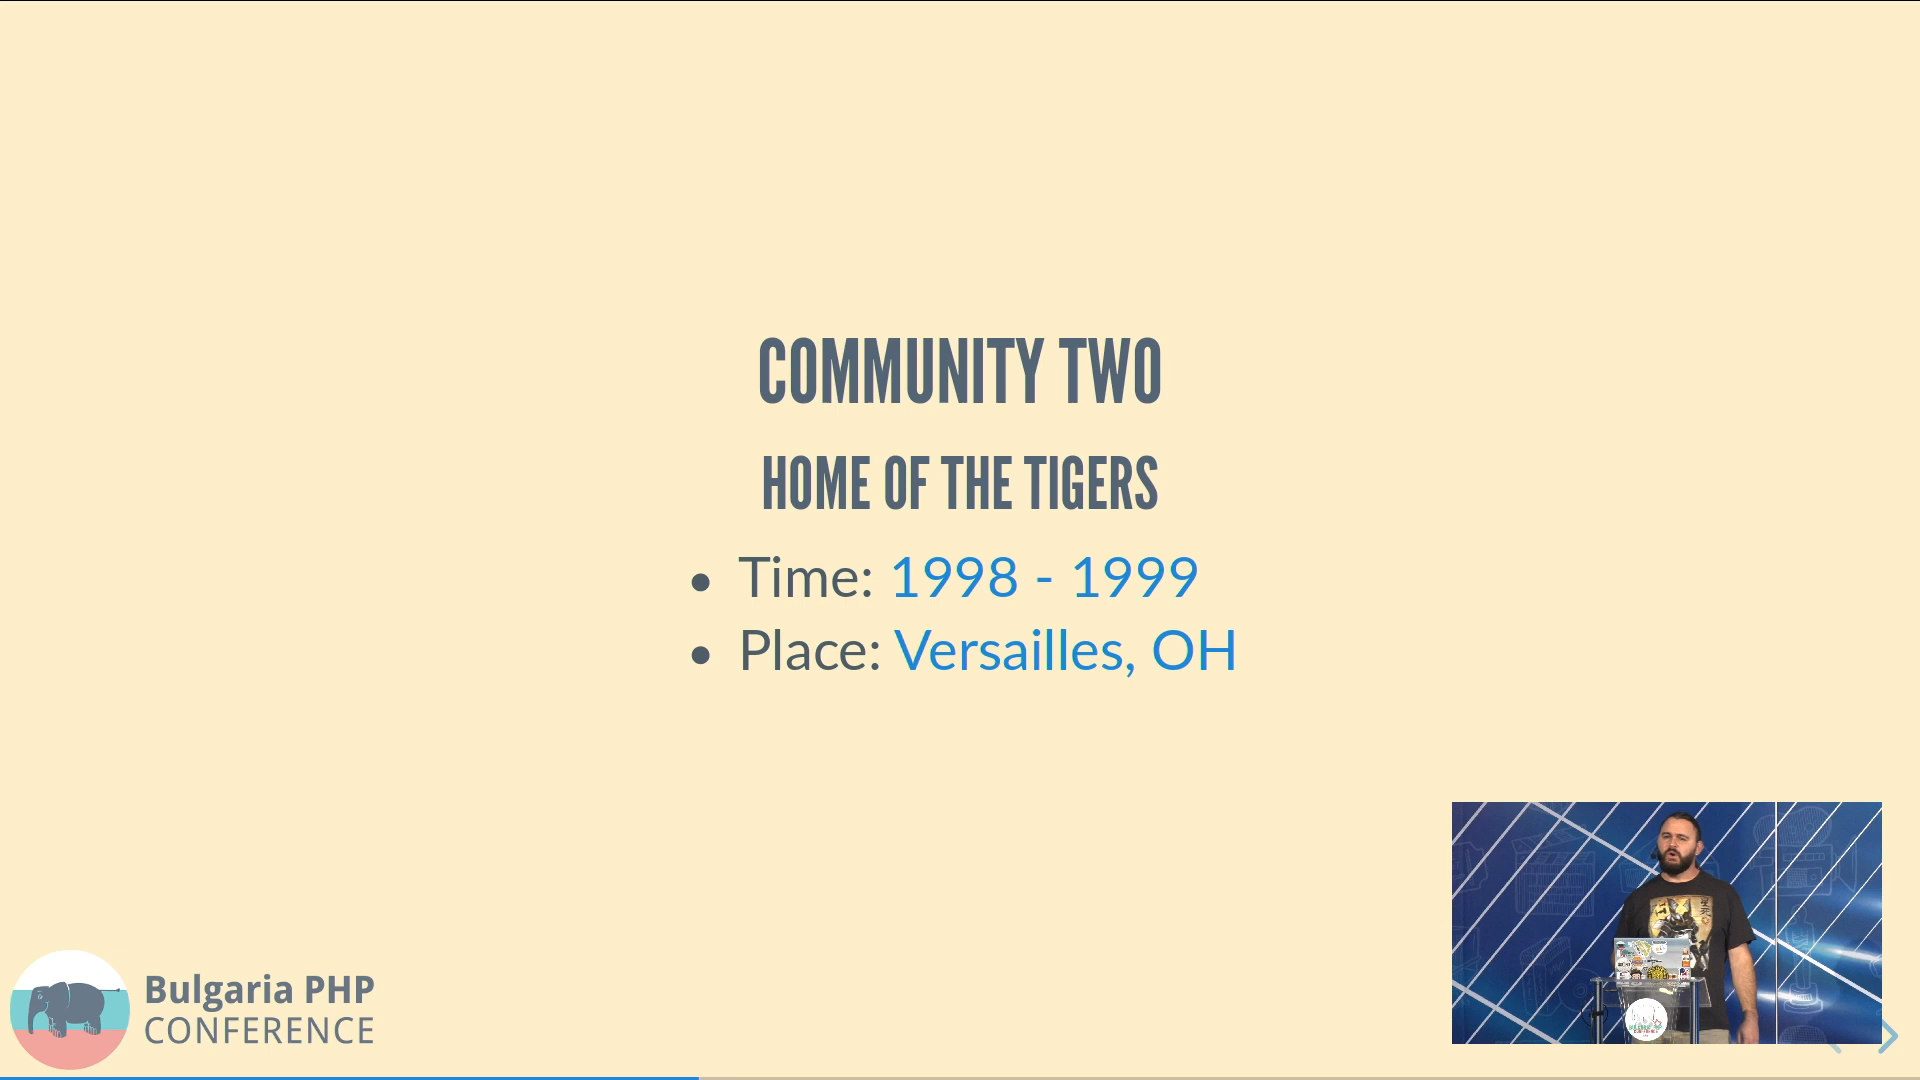 COMMUNITY TWO
HOME OF THE TIGERS
Time: 1998 - 1999
Place: Versailles, OH
Bulgaria PHP
CONFERENCE